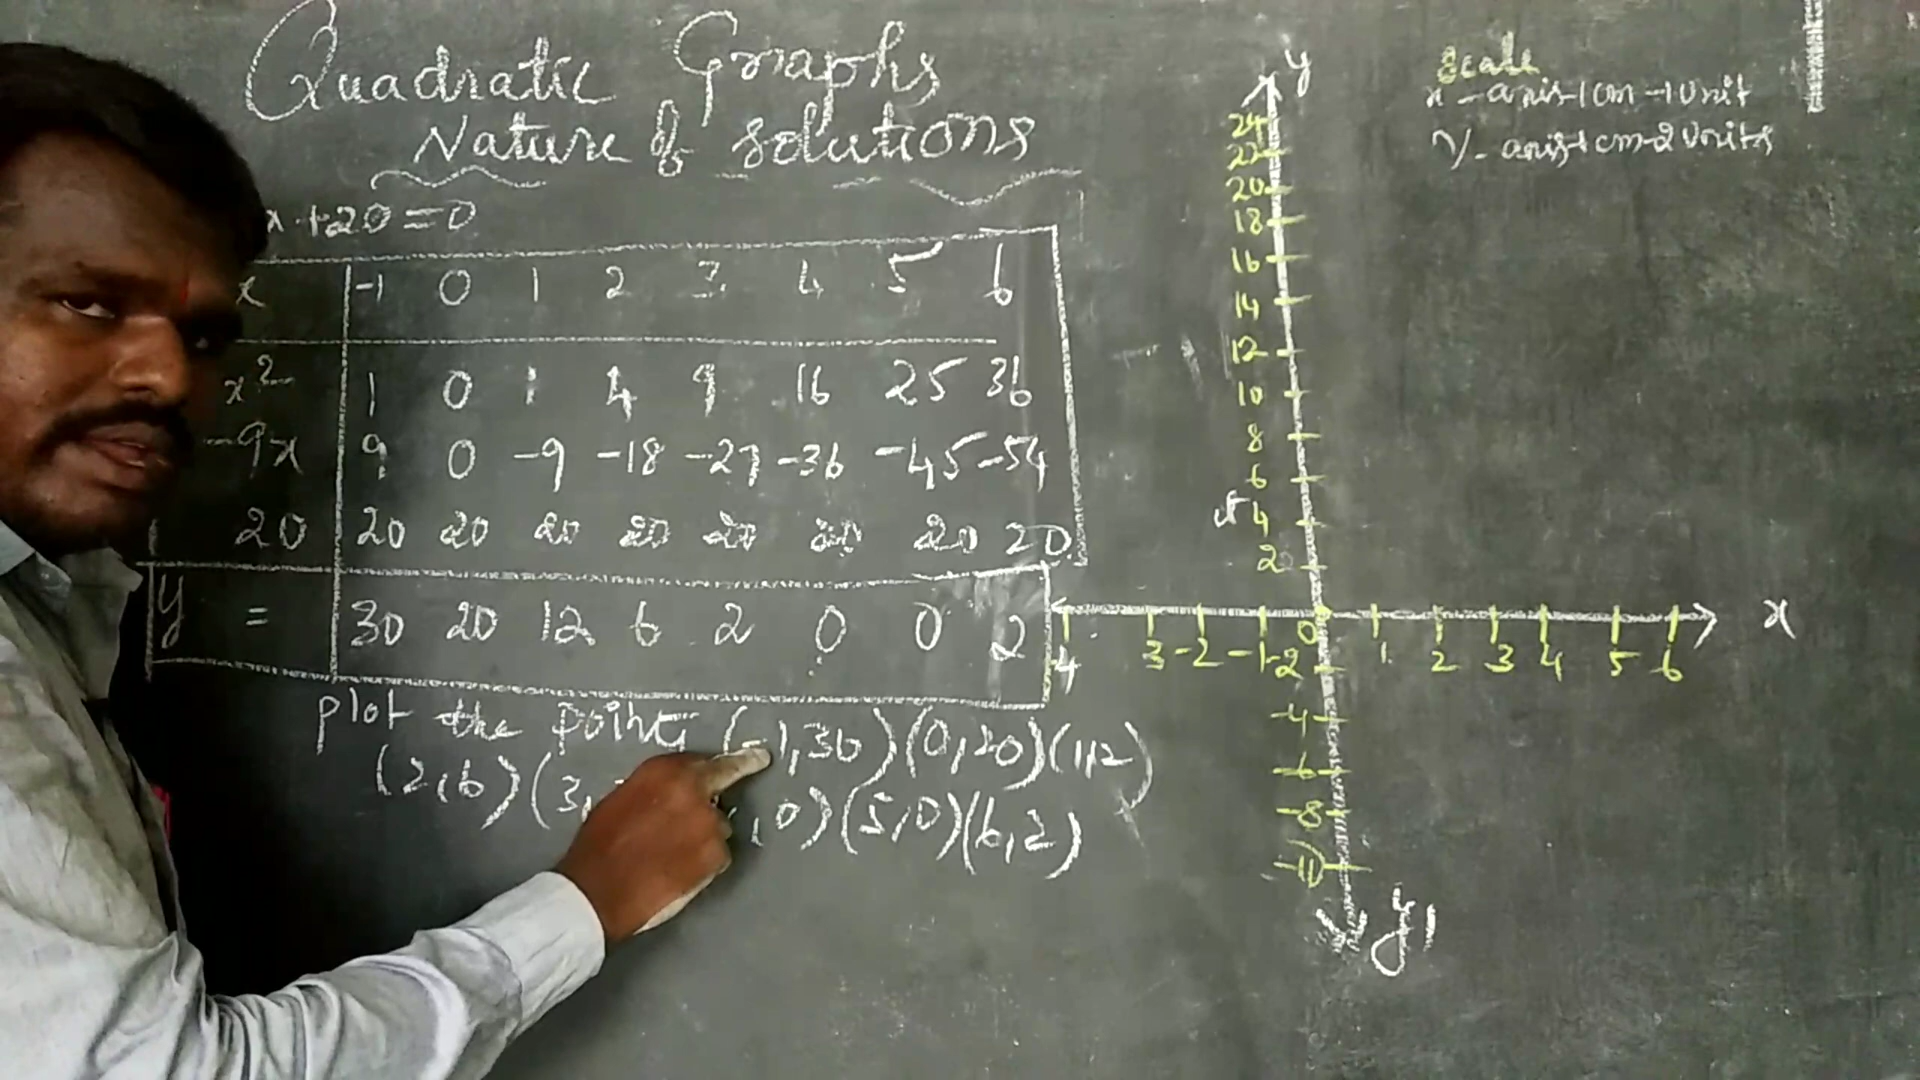 Quadratic Graphs
Nature of solutions
x+20=0
x -1 0 1 2 3 4 5 6
x² 1 0 1 4 9 16 25 36
-9x 9 0 -9 -18 -27 -36 -45 -54
20 20 20 20 20 20 20 20 20
y = 30 20 12 6 2 0 0 2
plot the points (-1,30)(0,20)(1,2)
(2,6)(3, ,0)(5,0)(6,2)
Scale
x-axis-1cm-1unit
y-axis-1cm-2units
y
24
22
20
18
16
14
12
10
8
6
4
2
-4 3 -2 -1 0 1 2 3 4 5 6 x
-2
-4
-6
-8
-10
y1